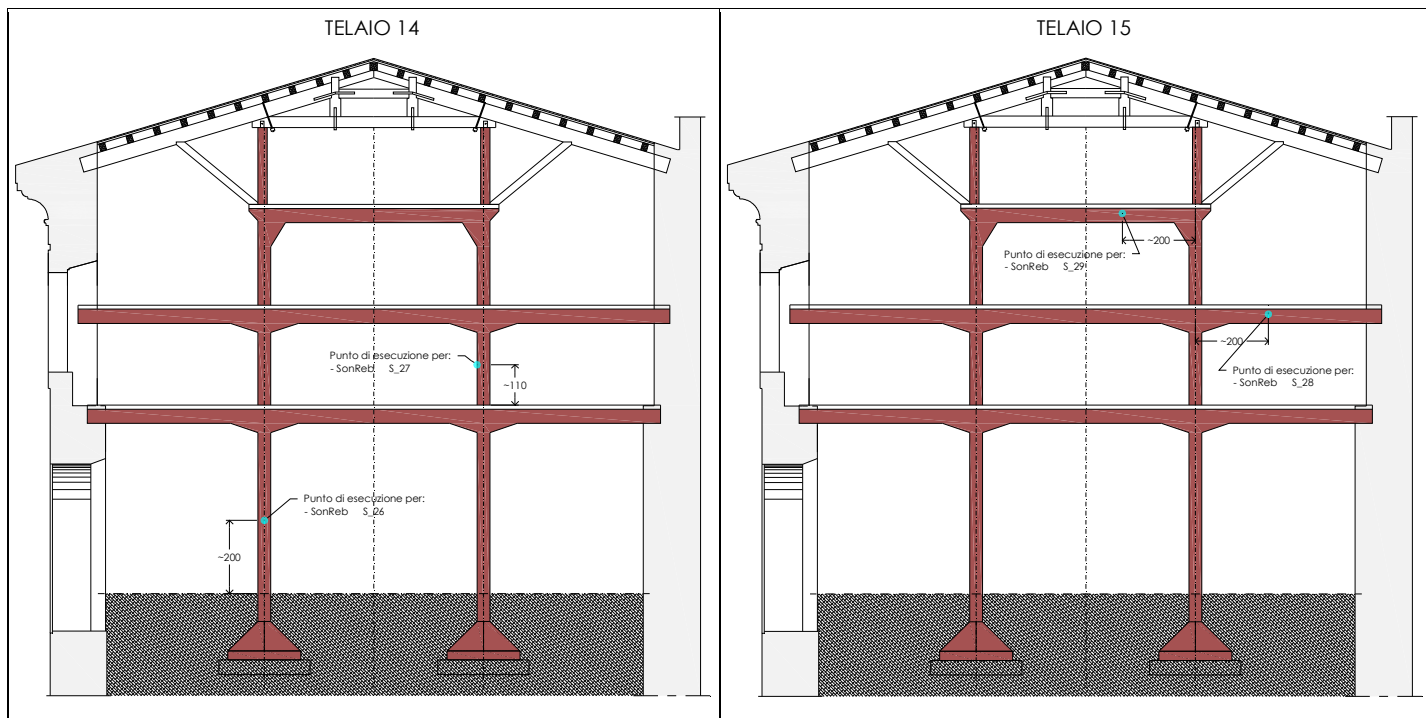 TELAIO 14
Punto di esecuzione per:
- SonReb S_27
~110
Punto di esecuzione per:
- SonReb S_26
~200
TELAIO 15
~200
Punto di esecuzione per:
- SonReb S_29
~200
Punto di esecuzione per:
- SonReb S_28